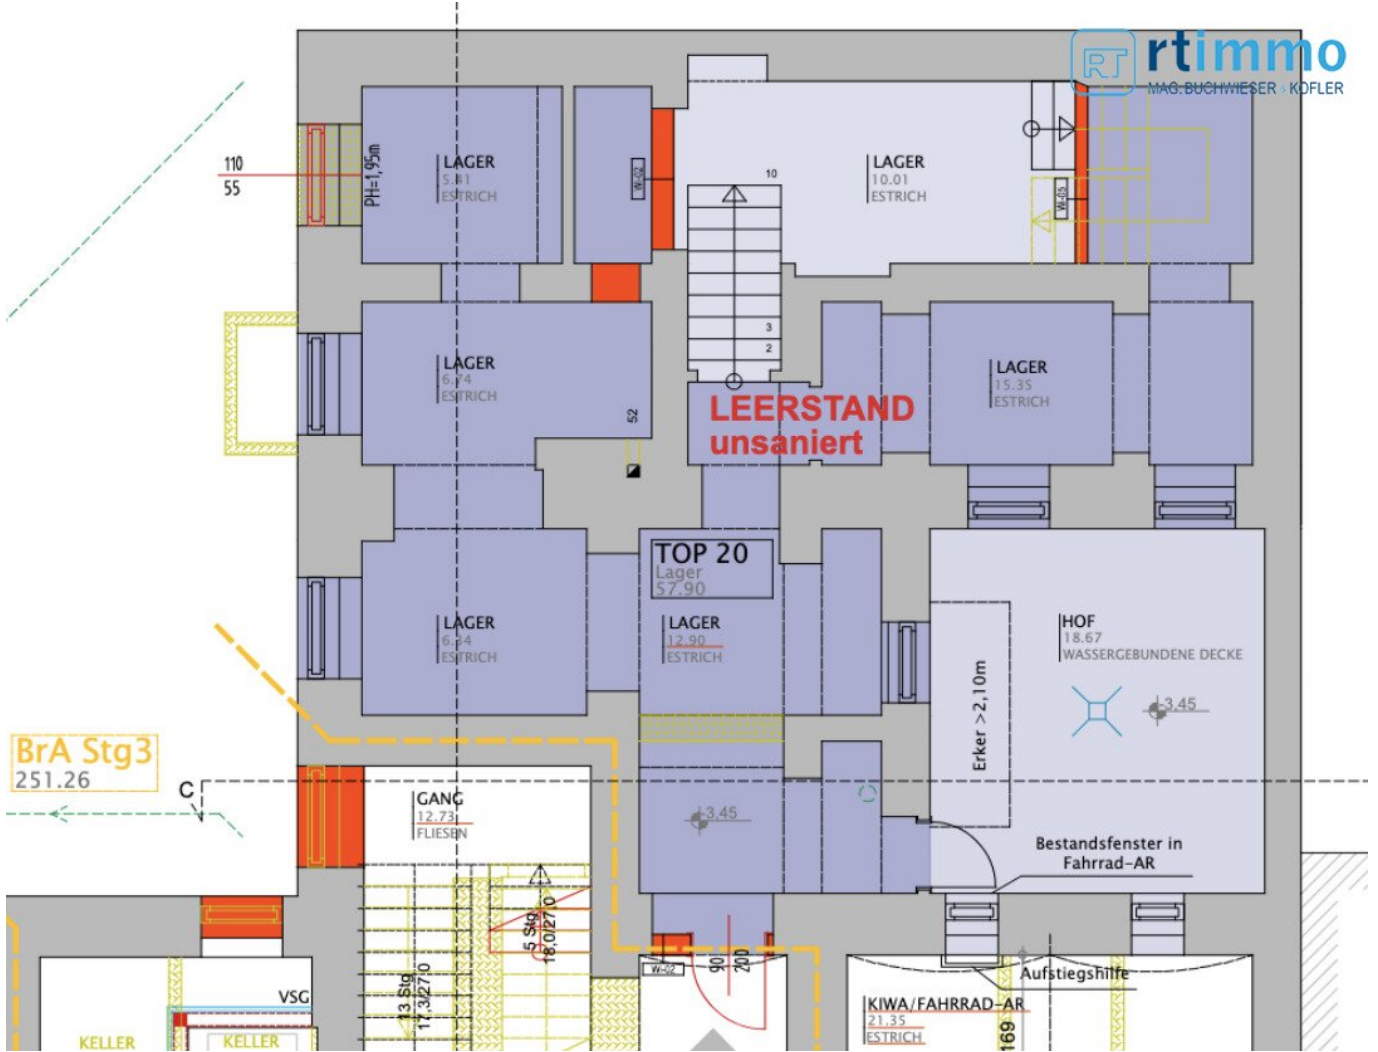 RT rtimmo
MAG. BUCHWIESER + KOFLER
110
55
PH=1,95m
LAGER
5.41
ESTRICH
W-02
10
3
2
LAGER
10.01
ESTRICH
W-05
LAGER
6.74
ESTRICH
52
LEERSTAND
unsaniert
LAGER
15.35
ESTRICH
TOP 20
Lager
57.90
LAGER
6.34
ESTRICH
LAGER
12.90
ESTRICH
HOF
18.67
WASSERGEBUNDENE DECKE
Erker >2,10m
-3,45
BrA Stg3
251.26
C
GANG
12.73
FLIESEN
-3,45
Bestandsfenster in
Fahrrad-AR
5 Stg
18,0/27,0
13 Stg
17,3/27,0
W-02
90
200
Aufstiegshilfe
VSG
KELLER
KELLER
KIWA/FAHRRAD-AR
21.35
ESTRICH
169